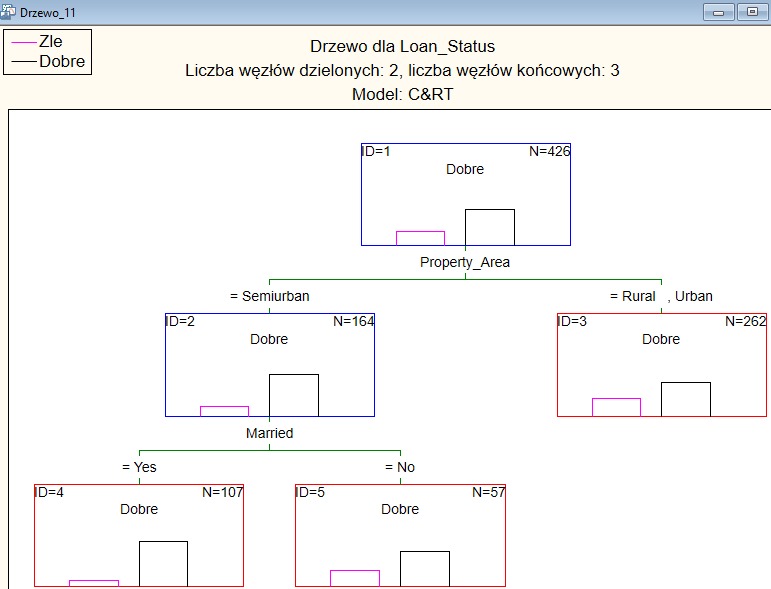 Drzewo_11
Zle
Dobre
Drzewo dla Loan_Status
Liczba węzłów dzielonych: 2, liczba węzłów końcowych: 3
Model: C&RT
ID=1 N=426
Dobre
Property_Area
= Semiurban = Rural , Urban
ID=2 N=164 ID=3 N=262
Dobre Dobre
Married
= Yes = No
ID=4 N=107 ID=5 N=57
Dobre Dobre